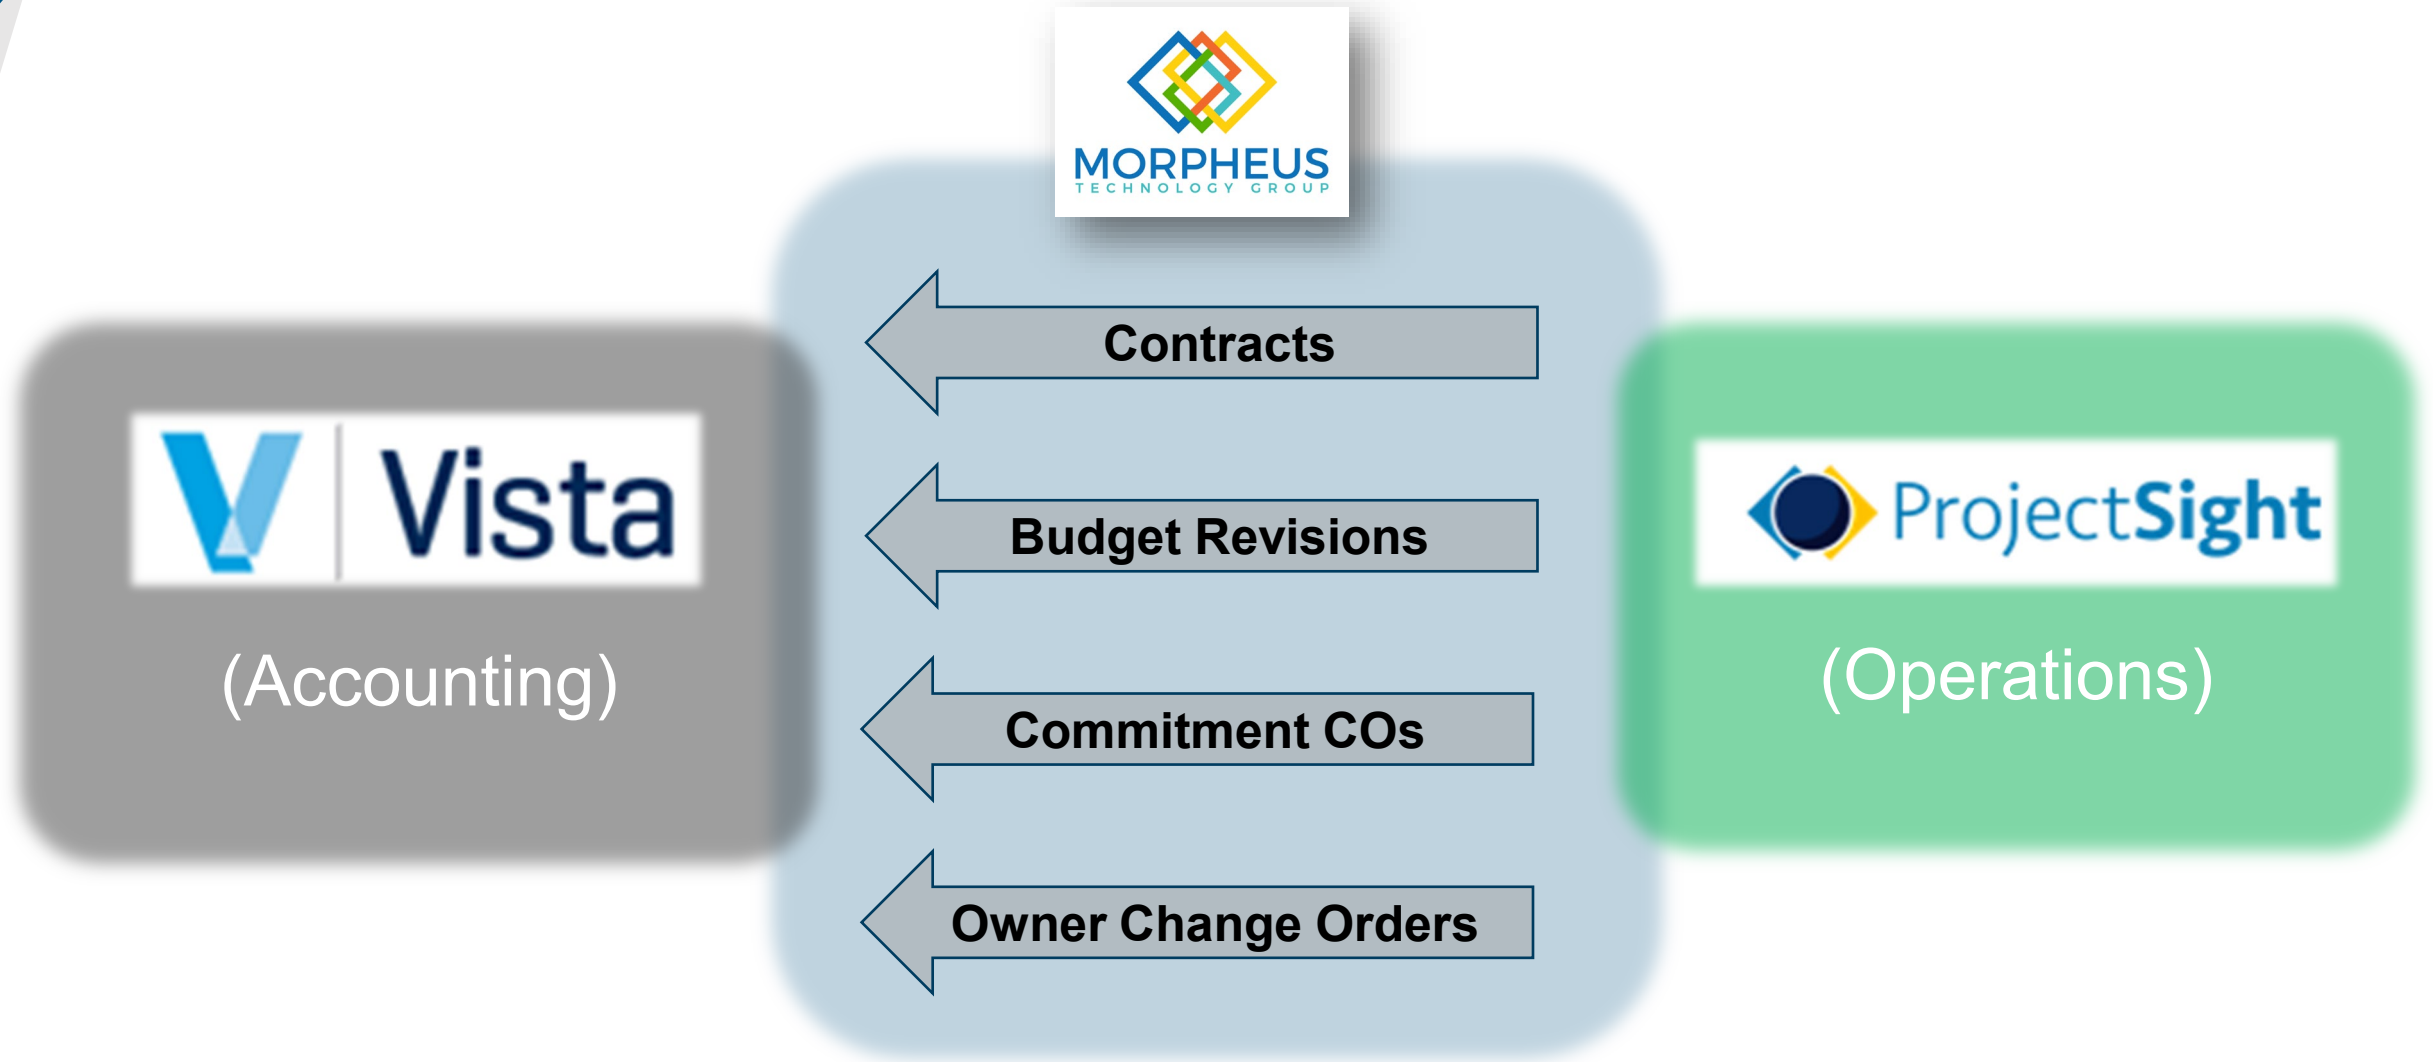 MORPHEUS
TECHNOLOGY GROUP
Contracts
Budget Revisions
Commitment COs
Owner Change Orders
Vista
(Accounting)
ProjectSight
(Operations)